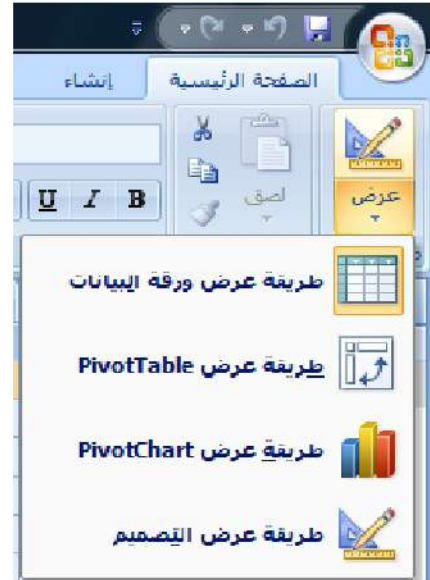 الصفحة الرئيسية إنشاء
عرض لصق B I U
طريقة عرض ورقة البيانات
طريقة عرض PivotTable
طريقة عرض PivotChart
طريقة عرض التصميم